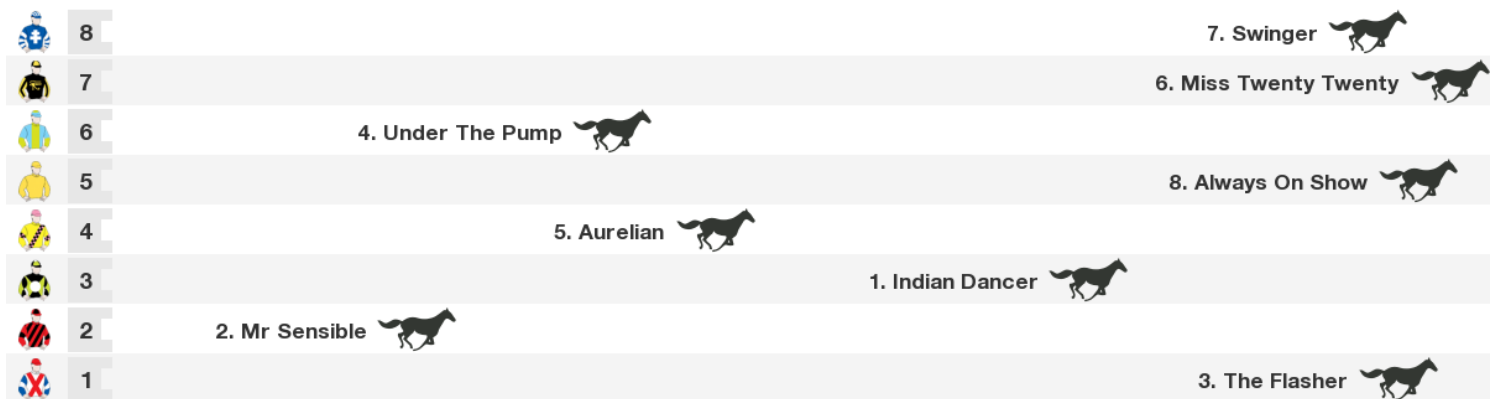 8 7. Swinger
7 6. Miss Twenty Twenty
6 4. Under The Pump
5 8. Always On Show
4 5. Aurelian
3 1. Indian Dancer
2 2. Mr Sensible
1 3. The Flasher